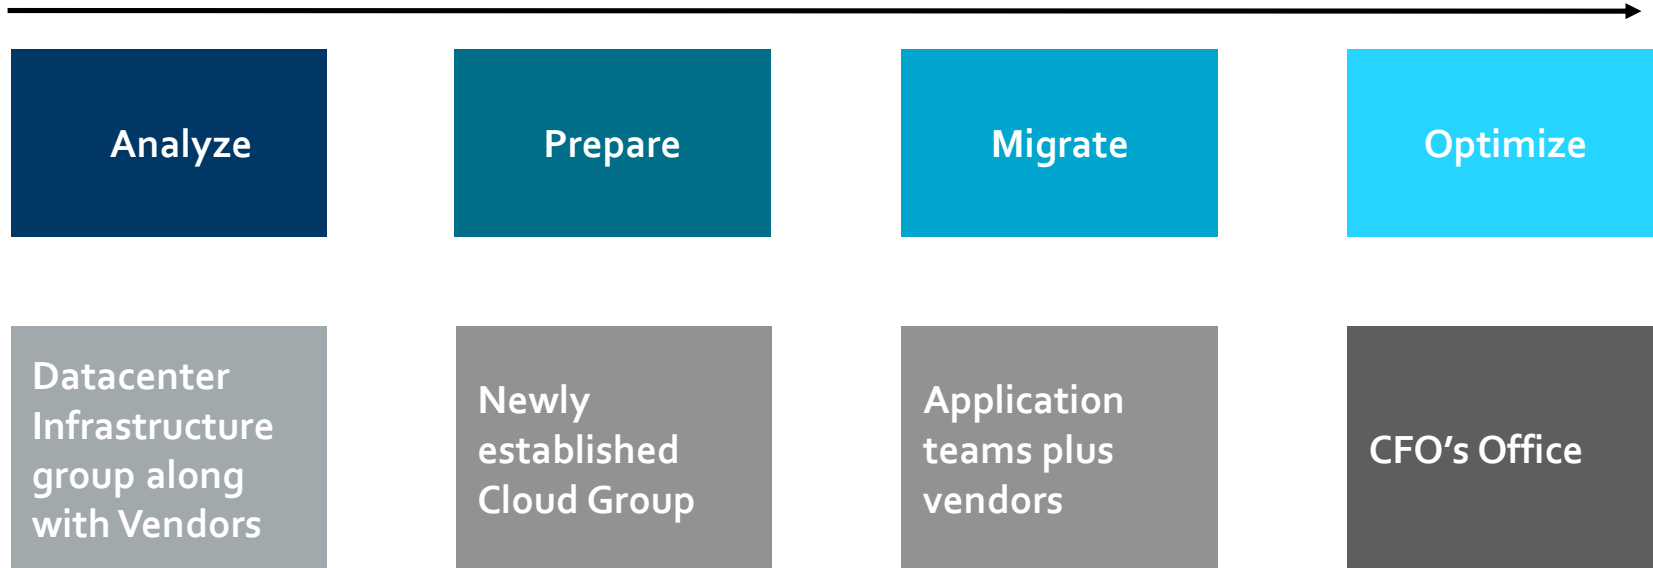 Analyze
Prepare
Migrate
Optimize
Datacenter
Infrastructure
group along
with Vendors
Newly
established
Cloud Group
Application
teams plus
vendors
CFO’s Office